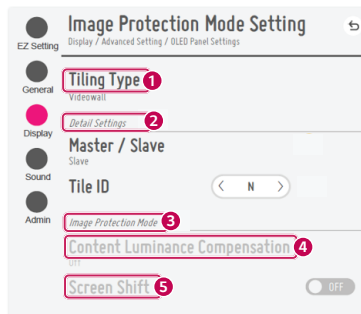 Image Protection Mode Setting
Display / Advanced Setting / OLED Panel Settings
EZ Setting
General
Display
Sound
Admin
Tiling Type 1
Videowall
Detail Settings 2
Master / Slave
Slave
Tile ID
< N >
Image Protection Mode 3
Content Luminance Compensation 4
Off
Screen Shift 5
OFF